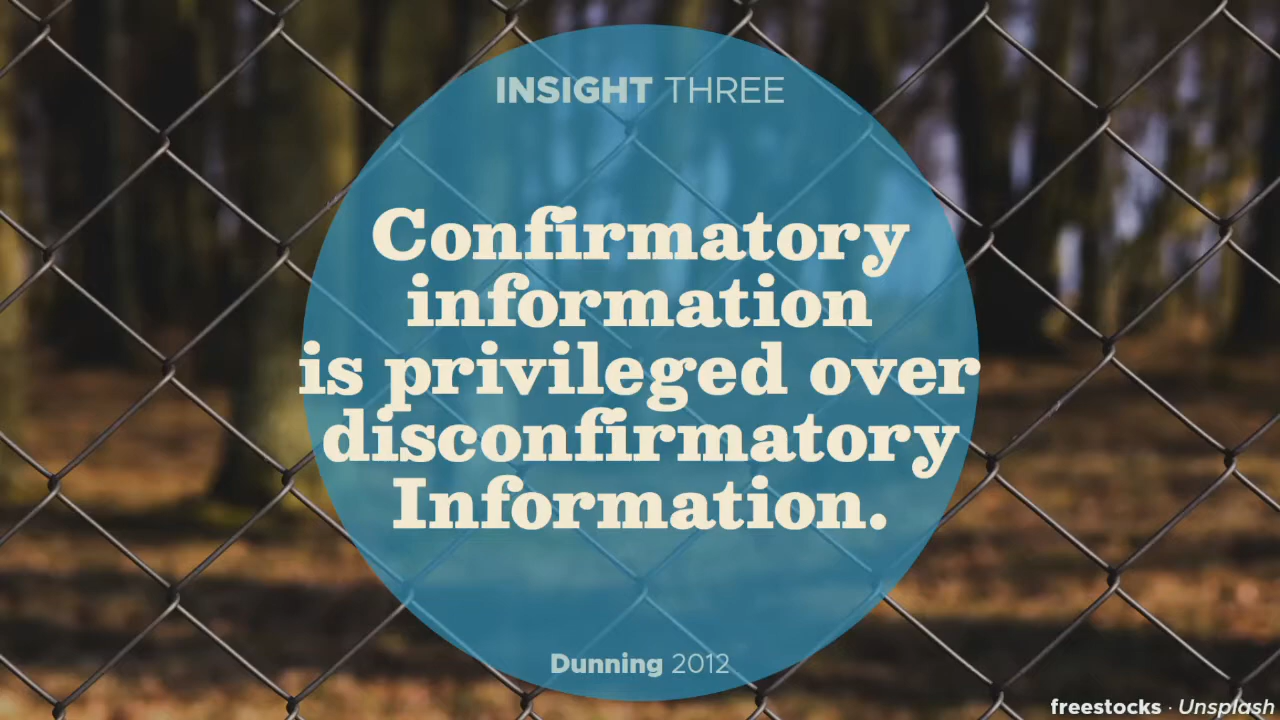 INSIGHT THREE
Confirmatory
information
is privileged over
disconfirmatory
Information.
Dunning 2012
freestocks · Unsplash